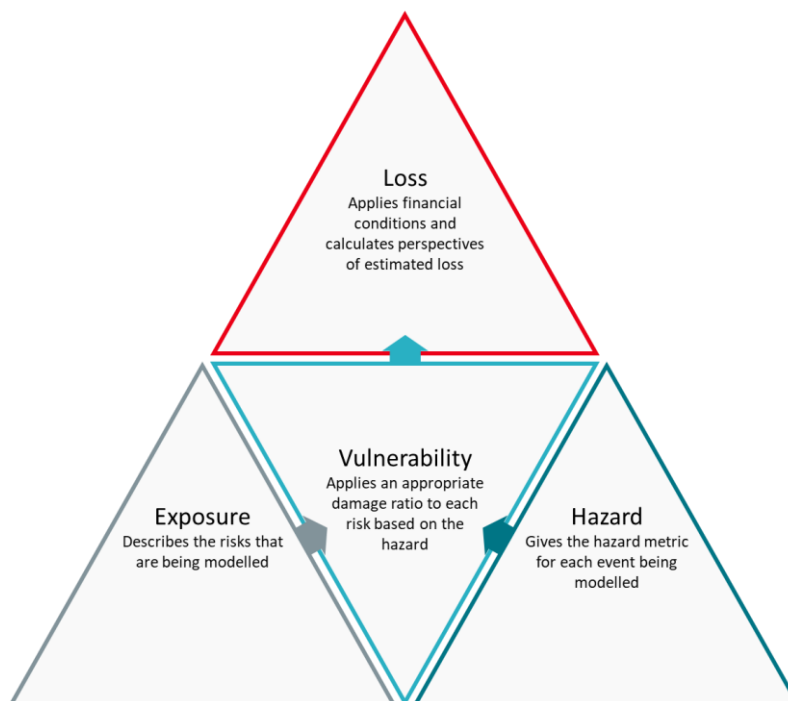 Loss
Applies financial
conditions and
calculates perspectives
of estimated loss
Vulnerability
Applies an appropriate
damage ratio to each
risk based on the
hazard
Exposure
Describes the risks that
are being modelled
Hazard
Gives the hazard metric
for each event being
modelled